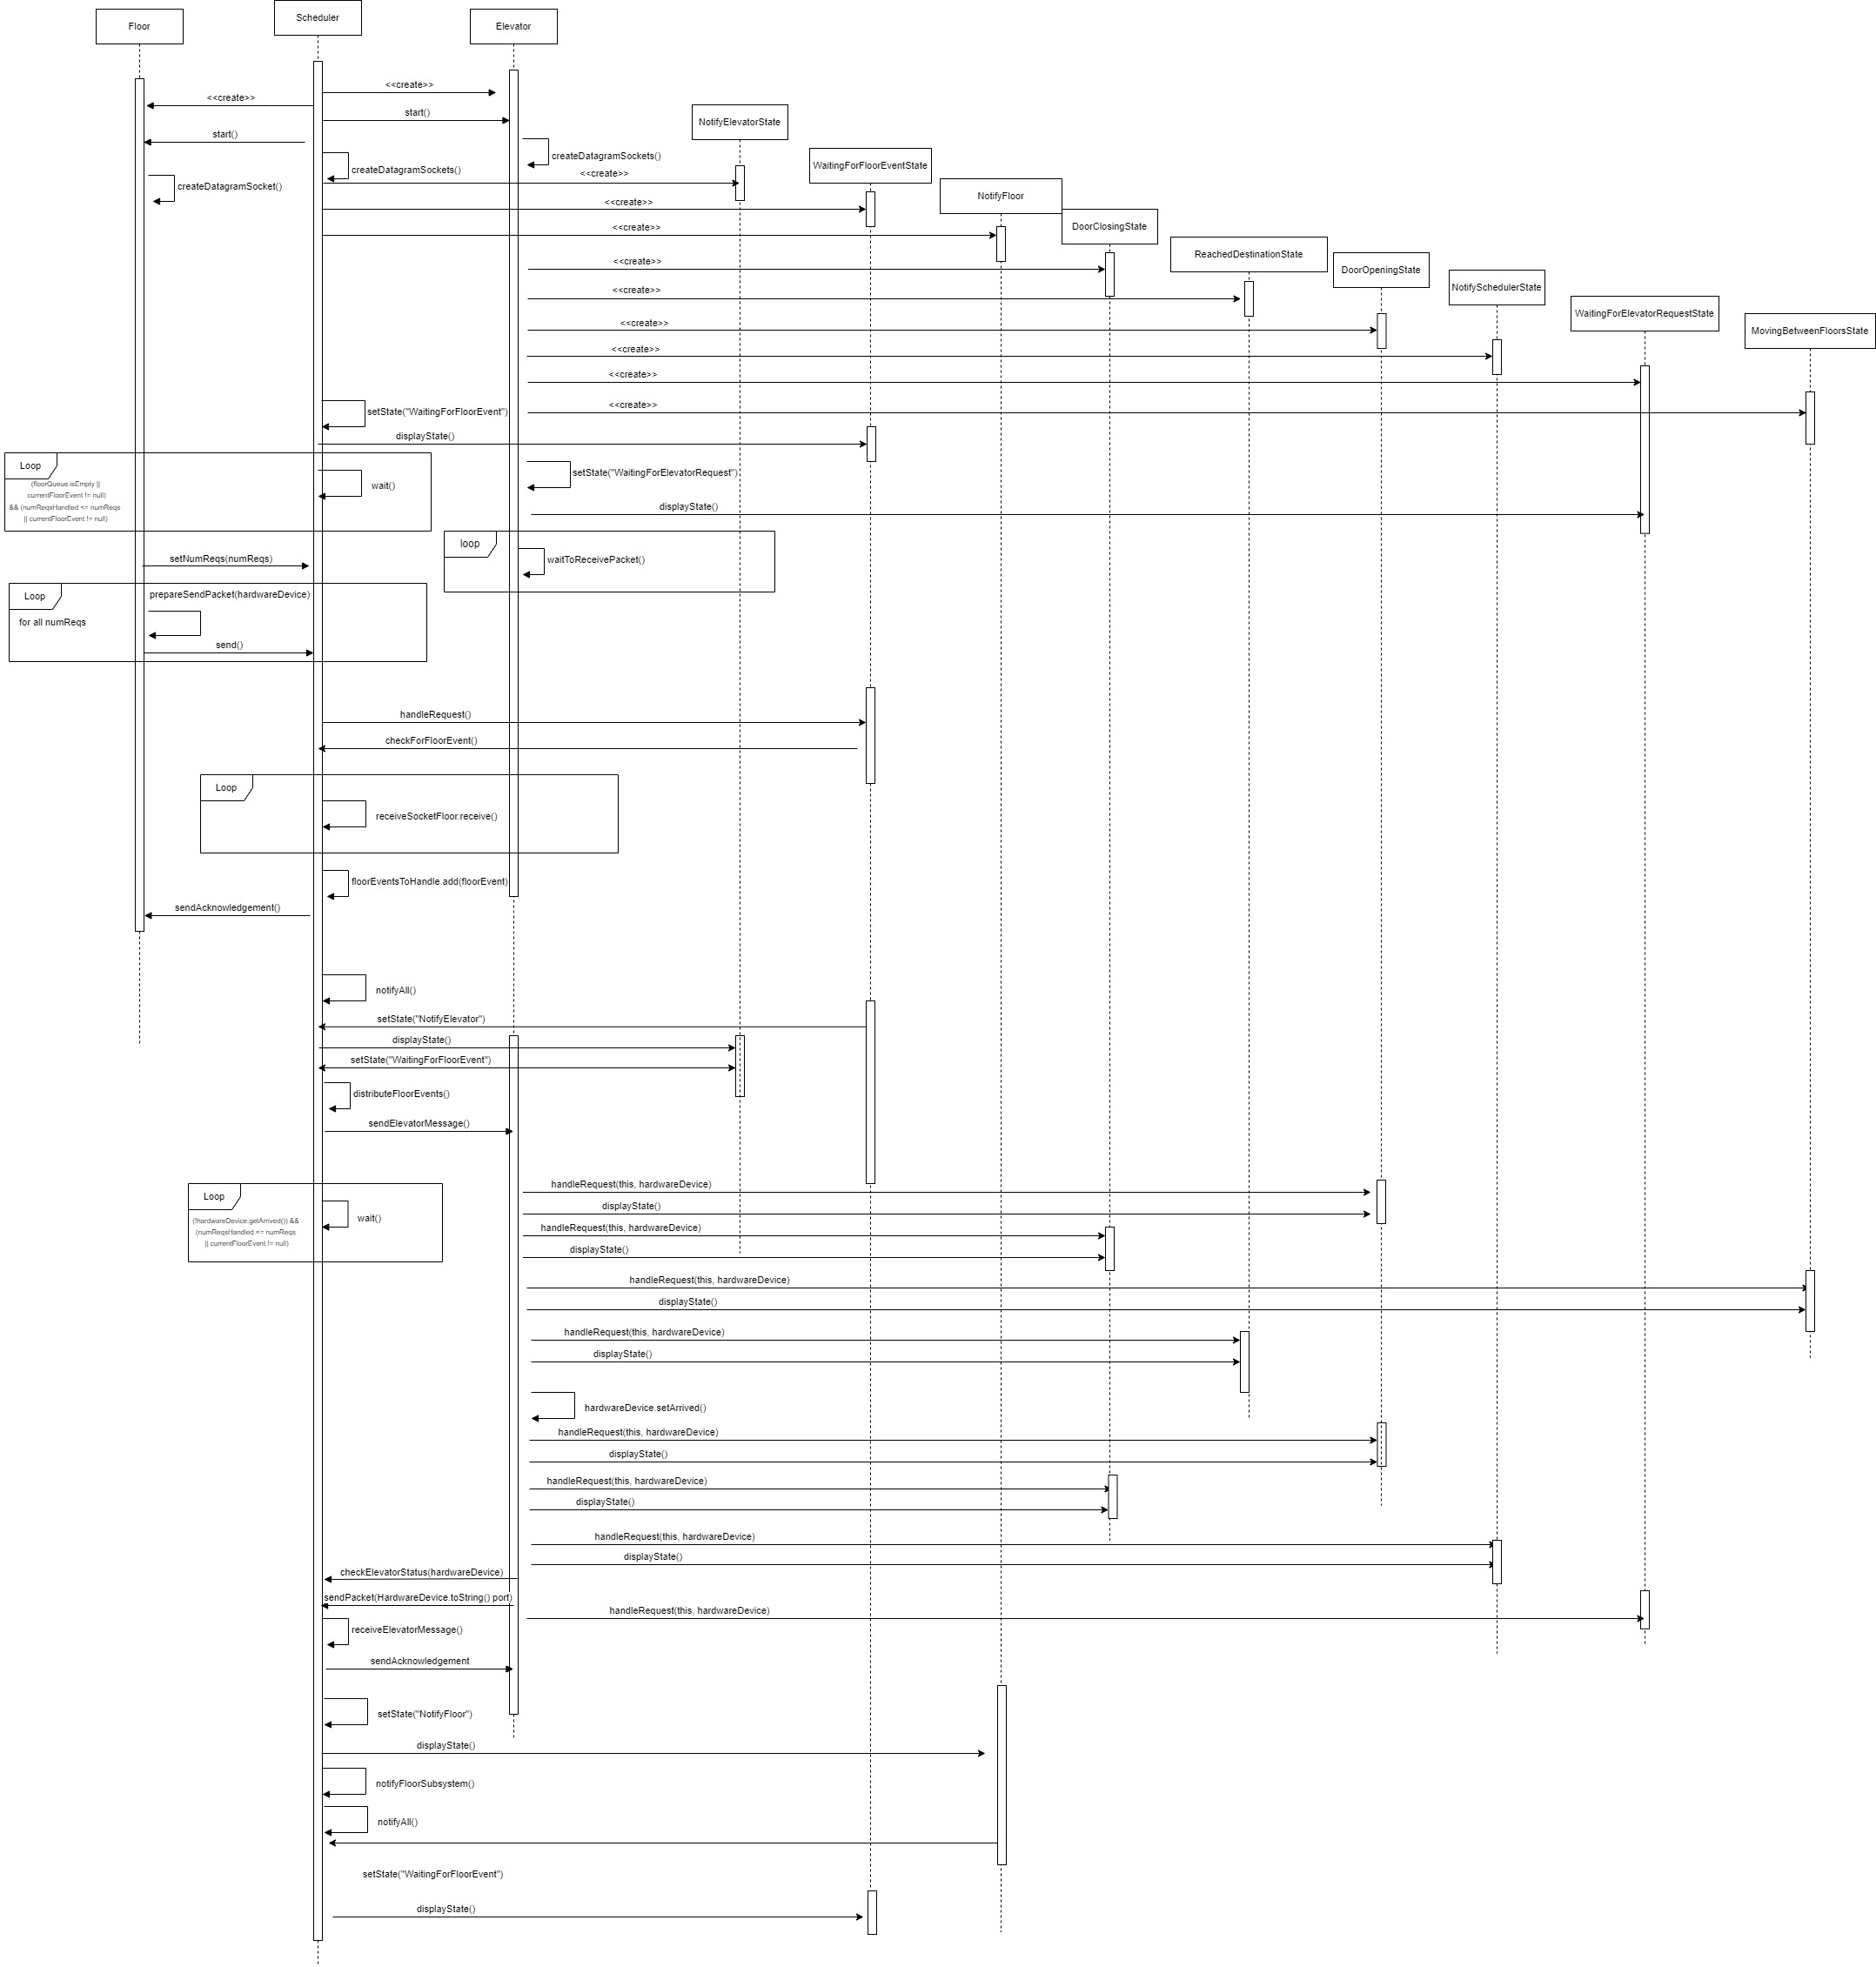 Floor
Scheduler
Elevator
<<create>>
<<create>>
start()
NotifyElevatorState
start()
createDatagramSockets()
WaitingForFloorEventState
createDatagramSockets()
<<create>>
createDatagramSocket()
NotifyFloor
<<create>>
DoorClosingState
<<create>>
ReachedDestinationState
<<create>>
DoorOpeningState
NotifySchedulerState
<<create>>
WaitingForElevatorRequestState
<<create>>
MovingBetweenFloorsState
<<create>>
<<create>>
<<create>>
setState("WaitingForFloorEvent")
displayState()
Loop
(floorQueue.isEmpty ||
currentFloorEvent != null)
&& (numReqsHandled <= numReqs
|| currentFloorEvent != null)
wait()
setState("WaitingForElevatorRequest")
displayState()
loop
waitToReceivePacket()
setNumReqs(numReqs)
Loop
for all numReqs
prepareSendPacket(hardwareDevice)
send()
handleRequest()
checkForFloorEvent()
Loop
receiveSocketFloor.receive()
floorEventsToHandle.add(floorEvent)
sendAcknowledgement()
notifyAll()
setState("NotifyElevator")
displayState()
setState("WaitingForFloorEvent")
distributeFloorEvents()
sendElevatorMessage()
handleRequest(this, hardwareDevice)
Loop
(!hardwareDevice.getArrived()) &&
(numReqsHandled <= numReqs
|| currentFloorEvent != null)
wait()
displayState()
handleRequest(this, hardwareDevice)
displayState()
handleRequest(this, hardwareDevice)
displayState()
handleRequest(this, hardwareDevice)
displayState()
hardwareDevice.setArrived()
handleRequest(this, hardwareDevice)
displayState()
handleRequest(this, hardwareDevice)
displayState()
handleRequest(this, hardwareDevice)
displayState()
checkElevatorStatus(hardwareDevice)
sendPacket(HardwareDevice.toString() port)
handleRequest(this, hardwareDevice)
receiveElevatorMessage()
sendAcknowledgement
setState("NotifyFloor")
displayState()
notifyFloorSubsystem()
notifyAll()
setState("WaitingForFloorEvent")
displayState()